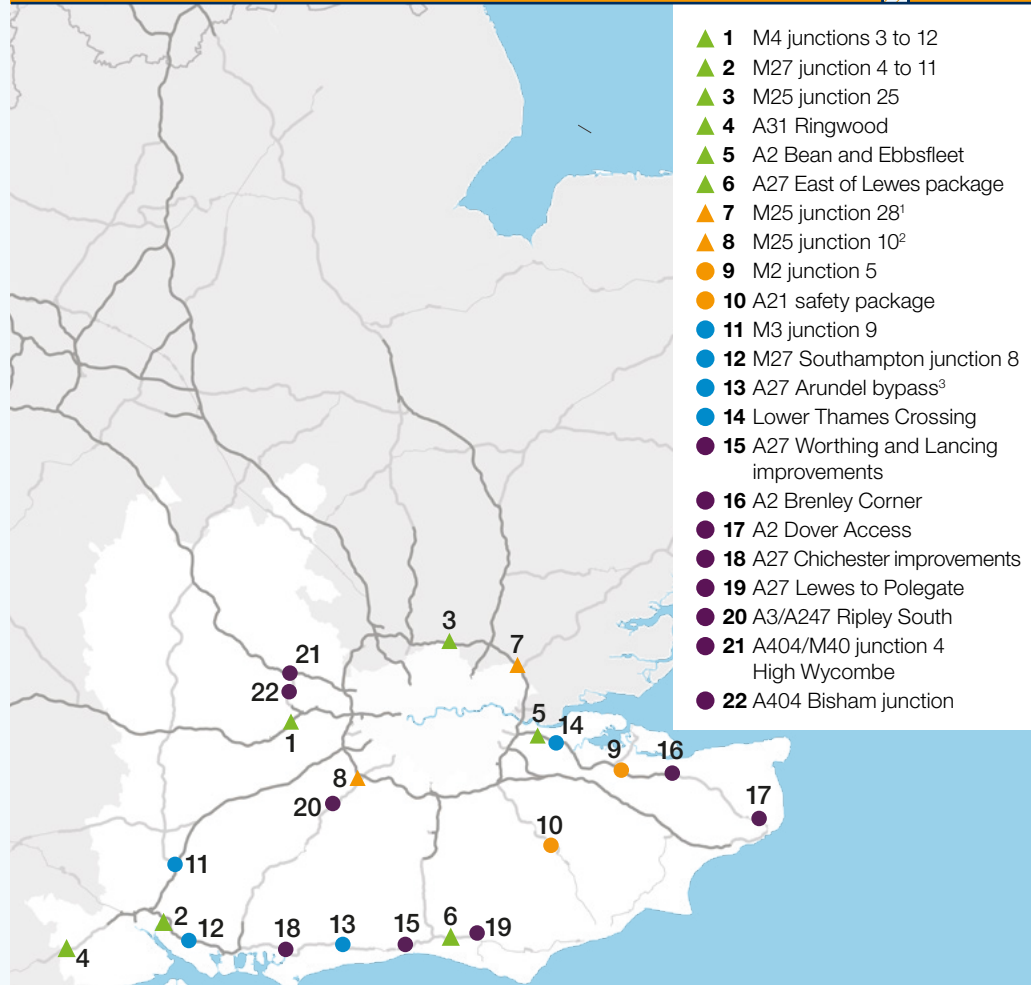 1 M4 junctions 3 to 12
2 M27 junction 4 to 11
3 M25 junction 25
4 A31 Ringwood
5 A2 Bean and Ebbsfleet
6 A27 East of Lewes package
7 M25 junction 28¹
8 M25 junction 10²
9 M2 junction 5
10 A21 safety package
11 M3 junction 9
12 M27 Southampton junction 8
13 A27 Arundel bypass³
14 Lower Thames Crossing
15 A27 Worthing and Lancing
improvements
16 A2 Brenley Corner
17 A2 Dover Access
18 A27 Chichester improvements
19 A27 Lewes to Polegate
20 A3/A247 Ripley South
21 A404/M40 junction 4
High Wycombe
22 A404 Bisham junction
3
7
21
22
1
5
14
9
16
8
20
17
10
11
2
12
18
13
15
6
19
4